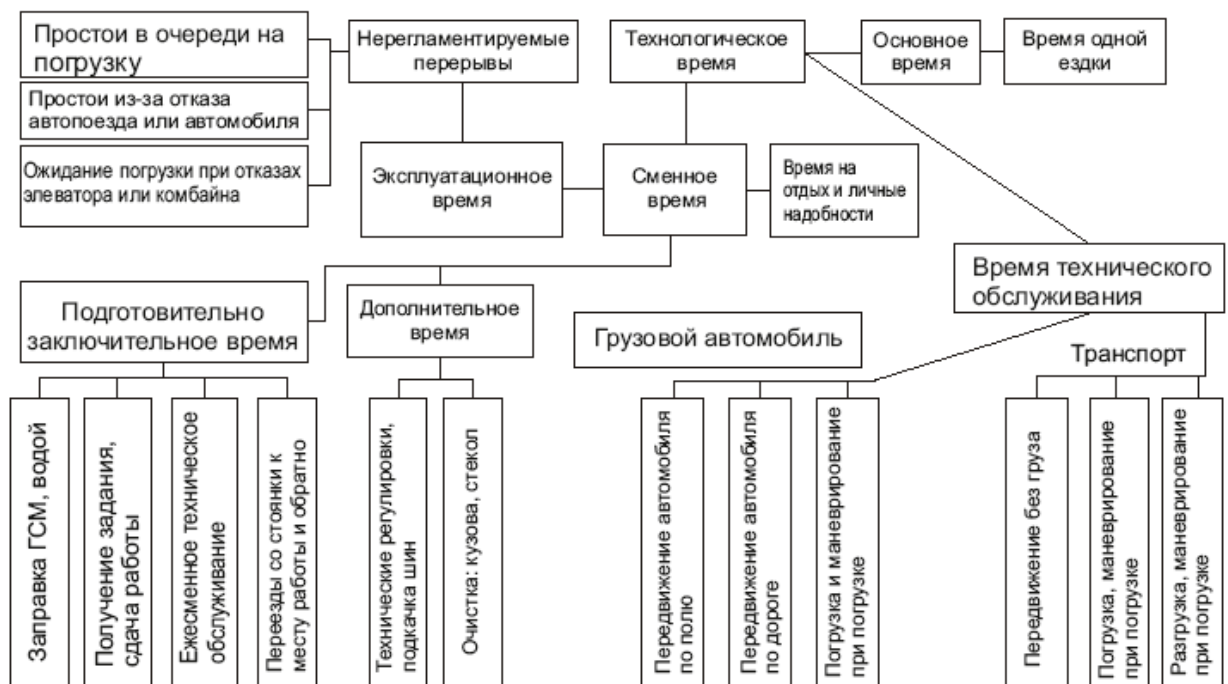 Простои в очереди на
погрузку
Нерегламентируемые
перерывы
Технологическое
время
Основное
время
Время одной
ездки
Простои из-за отказа
автопоезда или автомобиля
Ожидание погрузки при отказах
элеватора или комбайна
Эксплуатационное
время
Сменное
время
Время на
отдых и личные
надобности
Время технического
обслуживания
Подготовительно
заключительное время
Дополнительное
время
Грузовой автомобиль
Транспорт
Заправка ГСМ, водой
Получение задания,
сдача работы
Ежесменное техническое
обслуживание
Переезды со стоянки к
месту работы и обратно
Технические регулировки,
подкачка шин
Очистка: кузова, стекол
Передвижение автомобиля
по полю
Передвижение автомобиля
по дороге
Погрузка и маневрирование
при погрузке
Передвижение без груза
Погрузка, маневрирование
при погрузке
Разгрузка, маневрирование
при погрузке